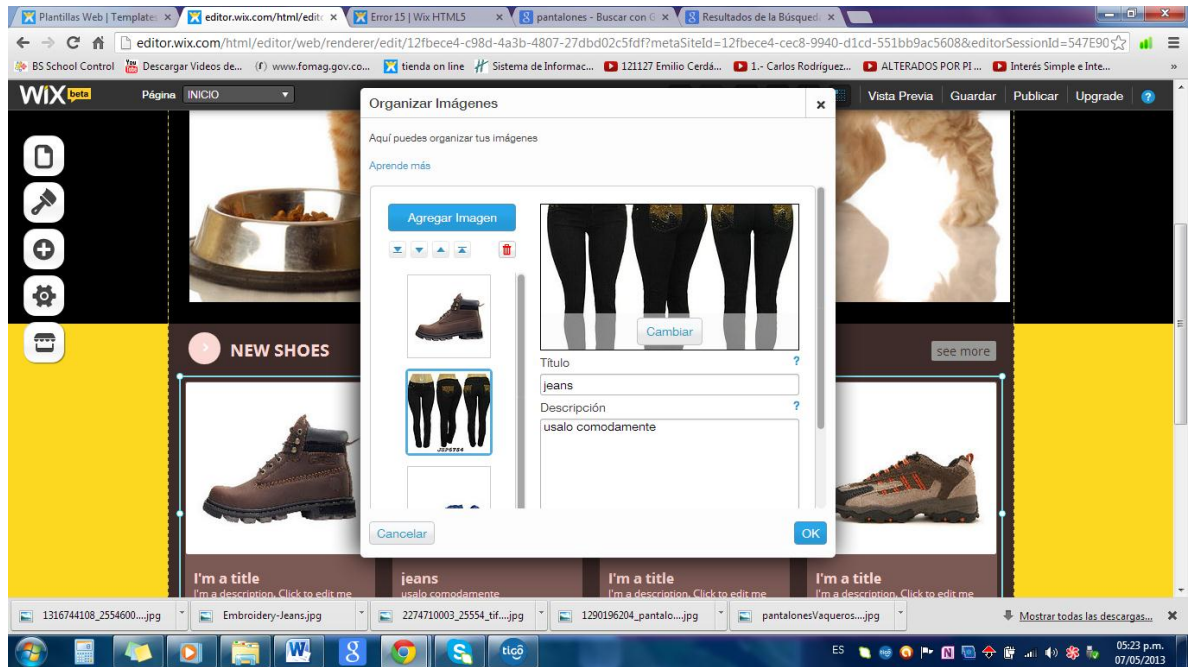 Plantillas Web | Templates
editor.wix.com/html/edito
Error 15 | Wix HTML5
pantalones - Buscar con G
Resultados de la Búsqued
editor.wix.com/html/editor/web/renderer/edit/12fbece4-c98d-4a3b-4807-27dbd02c5fdf?metaSiteId=12fbece4-cec8-9940-d1cd-551bb9ac5608&editorSessionId=547E90
BS School Control
Descargar Videos de...
(f) www.fomag.gov.co...
tienda on line
Sistema de Informac...
121127 Emilio Cerdá...
1.- Carlos Rodríguez...
ALTERADOS POR PI ...
Interés Simple e Inte...
»
WiX beta
Página
INICIO
Vista Previa
Guardar
Publicar
Upgrade
?
Organizar Imágenes
x
Aquí puedes organizar tus imágenes
Aprende más
Agregar Imagen
Cambiar
Título
?
jeans
Descripción
?
usalo comodamente
Cancelar
OK
NEW SHOES
see more
I'm a title
I'm a description. Click to edit me
jeans
usalo comodamente
I'm a title
I'm a description. Click to edit me
I'm a title
I'm a description. Click to edit me
1316744108_2554600....jpg
Embroidery-Jeans.jpg
2274710003_25554_tif....jpg
1290196204_pantalo....jpg
pantalonesVaqueros....jpg
Mostrar todas las descargas...
tigo
ES
05:23 p.m.
07/05/2013